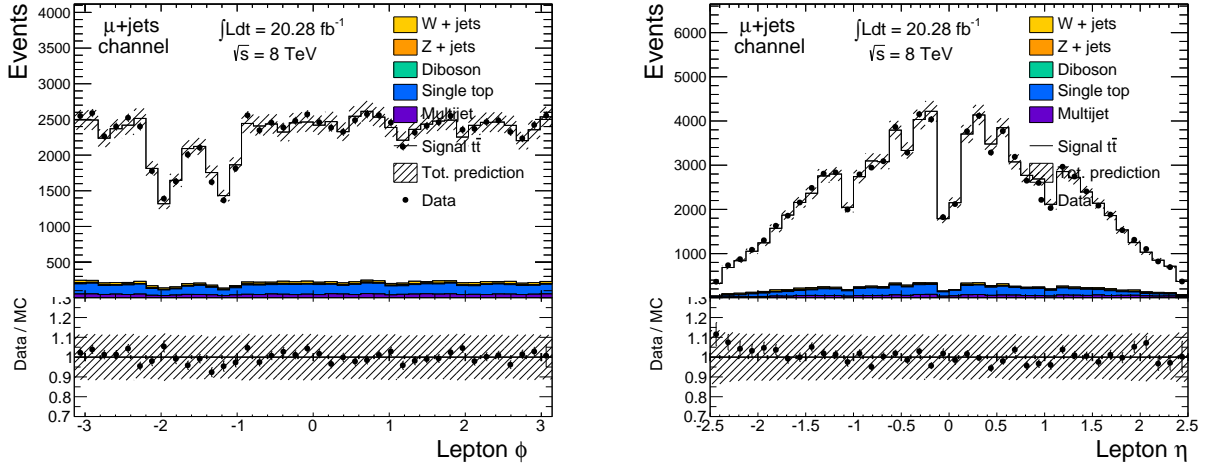 Events
4000
3500
3000
2500
2000
1500
1000
500
μ+jets
channel
∫Ldt = 20.28 fb⁻¹
√s = 8 TeV
W + jets
Z + jets
Diboson
Single top
Multijet
Signal tt̄
Tot. prediction
Data
Data / MC
1.3
1.2
1.1
1
0.9
0.8
0.7
-3 -2 -1 0 1 2 3
Lepton ϕ
Events
6000
5000
4000
3000
2000
1000
μ+jets
channel
∫Ldt = 20.28 fb⁻¹
√s = 8 TeV
W + jets
Z + jets
Diboson
Single top
Multijet
Signal tt̄
Tot. prediction
Data
Data / MC
1.3
1.2
1.1
1
0.9
0.8
0.7
-2.5 -2 -1.5 -1 -0.5 0 0.5 1 1.5 2 2.5
Lepton η